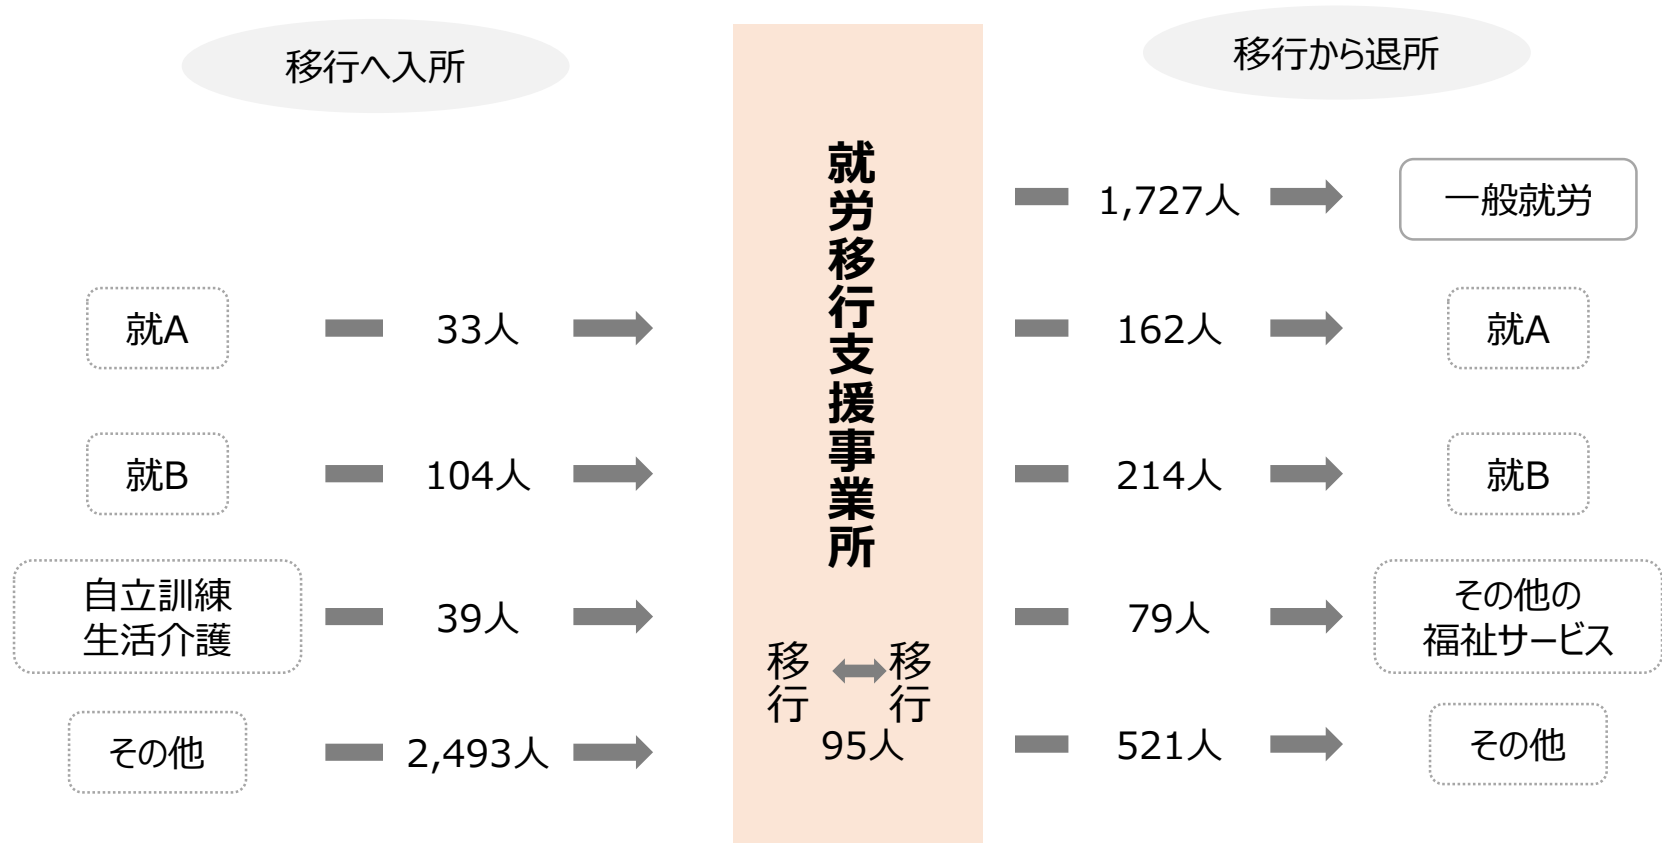 移行へ入所
移行から退所
就労移行支援事業所
1,727人
一般就労
就A
33人
162人
就A
就B
104人
214人
就B
自立訓練
生活介護
39人
79人
その他の
福祉サービス
移行
移行
95人
その他
2,493人
521人
その他